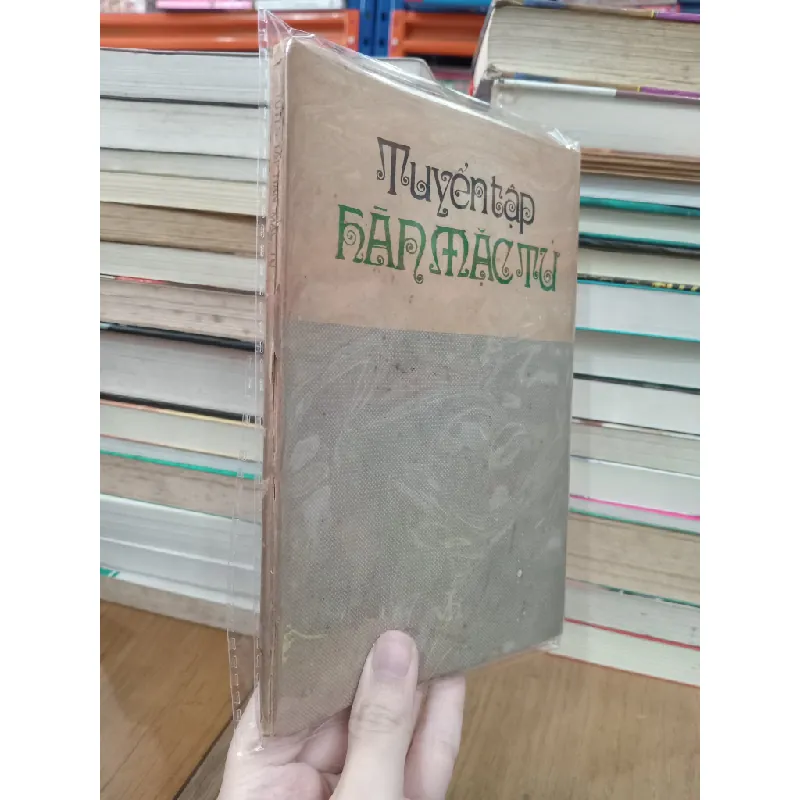 Tuyển tập
HÀN MẶC TỬ